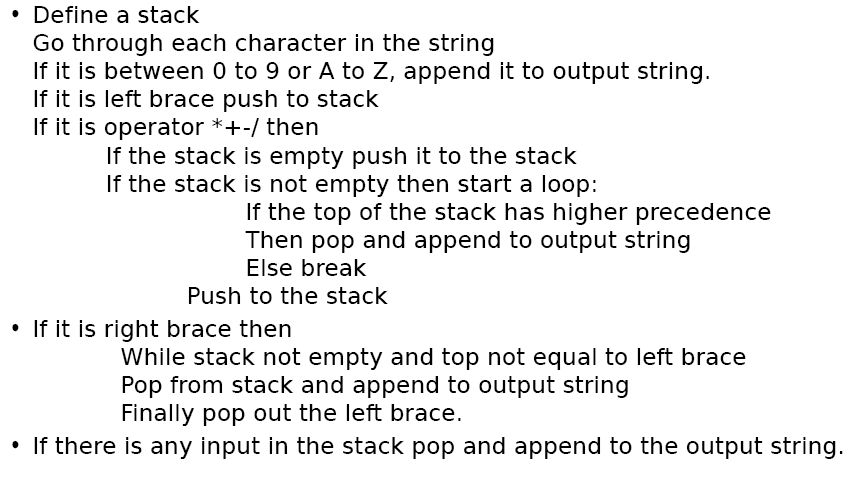 • Define a stack
Go through each character in the string
If it is between 0 to 9 or A to Z, append it to output string.
If it is left brace push to stack
If it is operator *+-/ then
If the stack is empty push it to the stack
If the stack is not empty then start a loop:
If the top of the stack has higher precedence
Then pop and append to output string
Else break
Push to the stack
• If it is right brace then
While stack not empty and top not equal to left brace
Pop from stack and append to output string
Finally pop out the left brace.
• If there is any input in the stack pop and append to the output string.